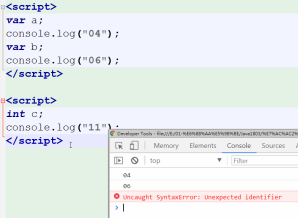 <script>
var a;
console.log("04");
var b;
console.log("06");
</script>
<script>
int c;
console.log("11");
</script>
Developer Tools -
Memory Elements Console Sources
top Filter
04
06
Uncaught SyntaxError: Unexpected identifier
>